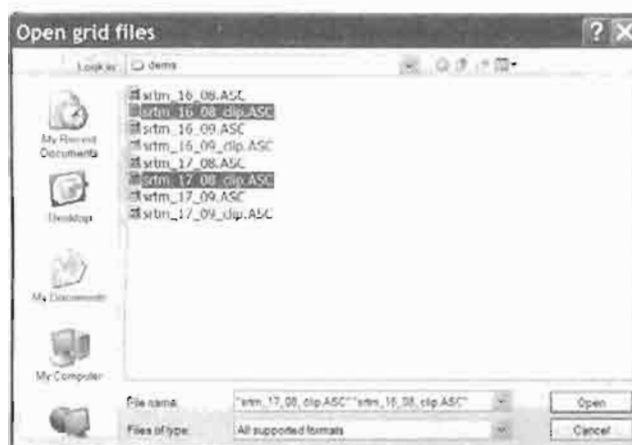 Open grid files
Look in: dems
srtm_16_08.ASC
srtm_16_08_clip.ASC
srtm_16_09.ASC
srtm_16_09_clip.ASC
srtm_17_08.ASC
srtm_17_08_clip.ASC
srtm_17_09.ASC
srtm_17_09_clip.ASC
My Recent Documents
Desktop
My Documents
My Computer
File name: "srtm_17_08_clip.ASC" "srtm_16_08_clip.ASC"
Open
Files of type: All supported formats
Cancel